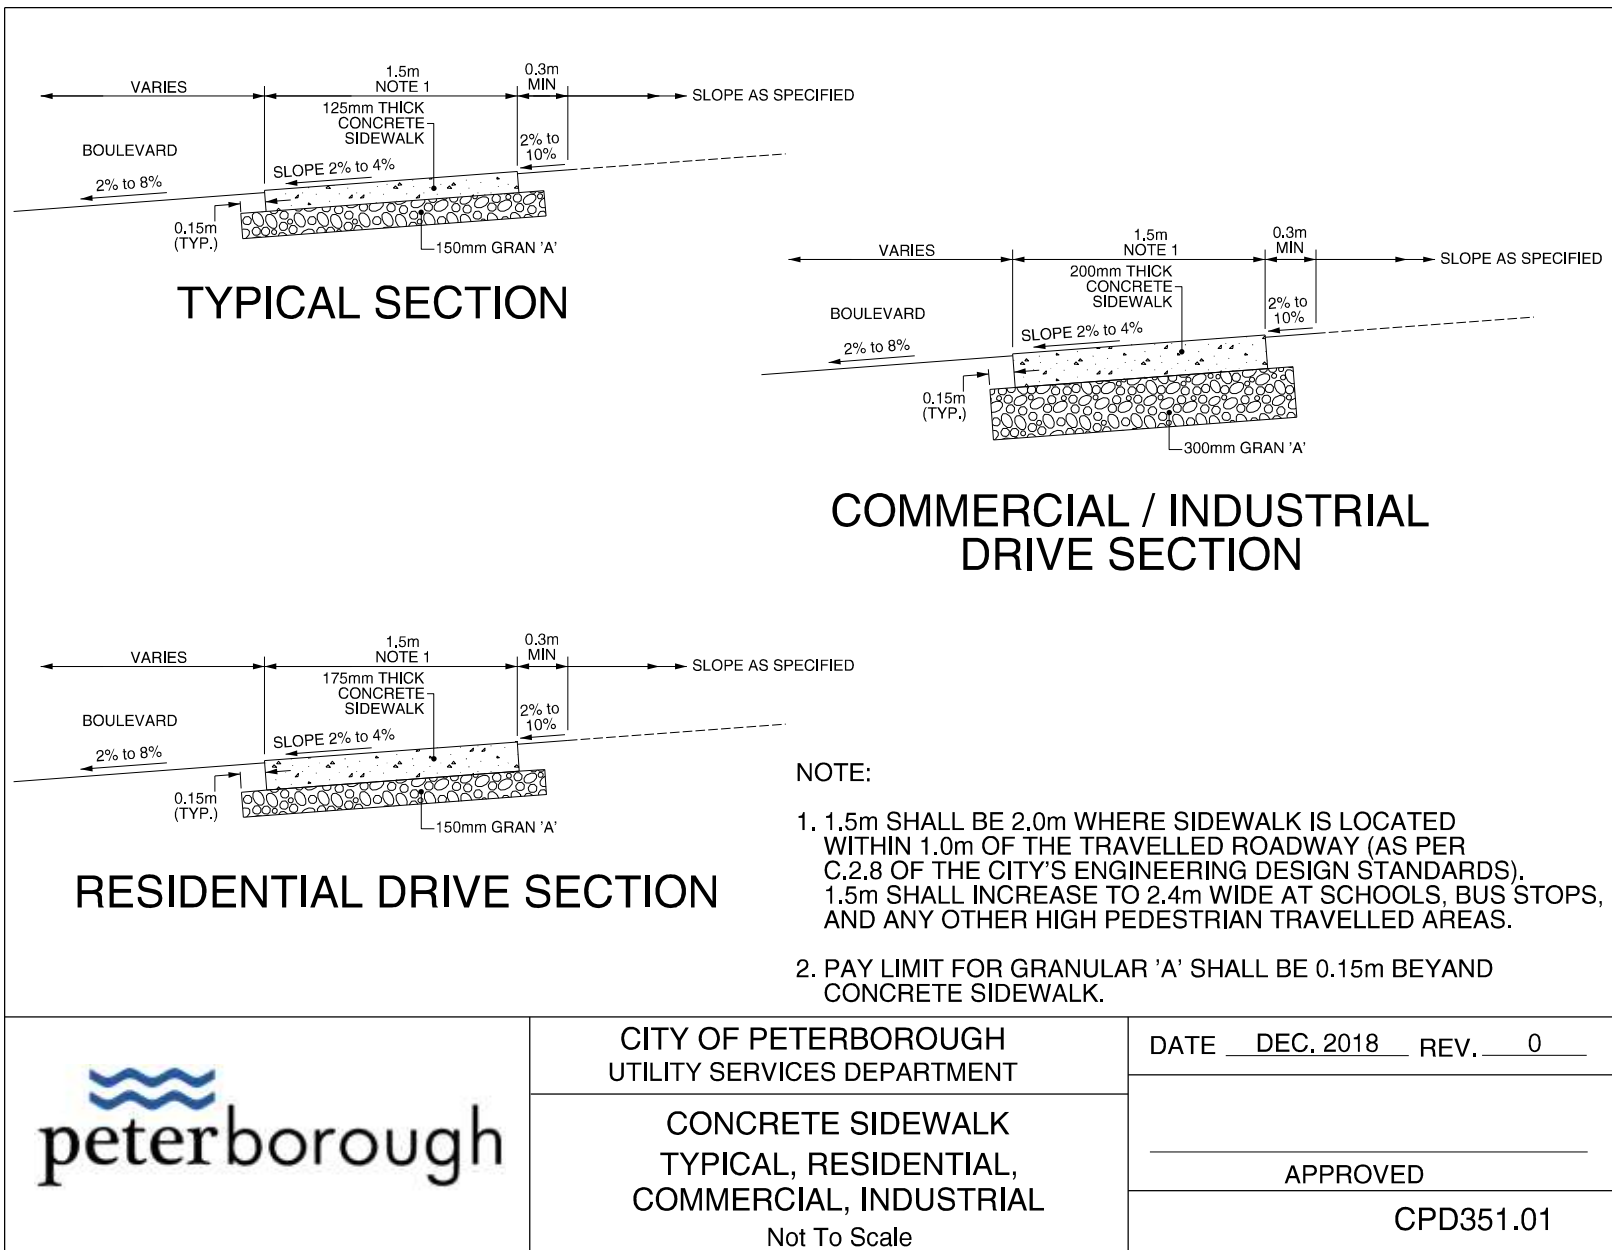 VARIES
1.5m
NOTE 1
0.3m
MIN
SLOPE AS SPECIFIED
125mm THICK
CONCRETE
SIDEWALK
BOULEVARD
2% to
10%
SLOPE 2% to 4%
2% to 8%
0.15m
(TYP.)
150mm GRAN 'A'
TYPICAL SECTION
VARIES
1.5m
NOTE 1
0.3m
MIN
SLOPE AS SPECIFIED
200mm THICK
CONCRETE
SIDEWALK
BOULEVARD
2% to
10%
SLOPE 2% to 4%
2% to 8%
0.15m
(TYP.)
300mm GRAN 'A'
COMMERCIAL / INDUSTRIAL
DRIVE SECTION
VARIES
1.5m
NOTE 1
0.3m
MIN
SLOPE AS SPECIFIED
175mm THICK
CONCRETE
SIDEWALK
BOULEVARD
2% to
10%
SLOPE 2% to 4%
2% to 8%
0.15m
(TYP.)
150mm GRAN 'A'
RESIDENTIAL DRIVE SECTION
NOTE:
1. 1.5m SHALL BE 2.0m WHERE SIDEWALK IS LOCATED
WITHIN 1.0m OF THE TRAVELLED ROADWAY (AS PER
C.2.8 OF THE CITY'S ENGINEERING DESIGN STANDARDS).
1.5m SHALL INCREASE TO 2.4m WIDE AT SCHOOLS, BUS STOPS,
AND ANY OTHER HIGH PEDESTRIAN TRAVELLED AREAS.
2. PAY LIMIT FOR GRANULAR 'A' SHALL BE 0.15m BEYAND
CONCRETE SIDEWALK.
peterborough
CITY OF PETERBOROUGH
UTILITY SERVICES DEPARTMENT
CONCRETE SIDEWALK
TYPICAL, RESIDENTIAL,
COMMERCIAL, INDUSTRIAL
Not To Scale
DATE DEC. 2018 REV. 0
APPROVED
CPD351.01